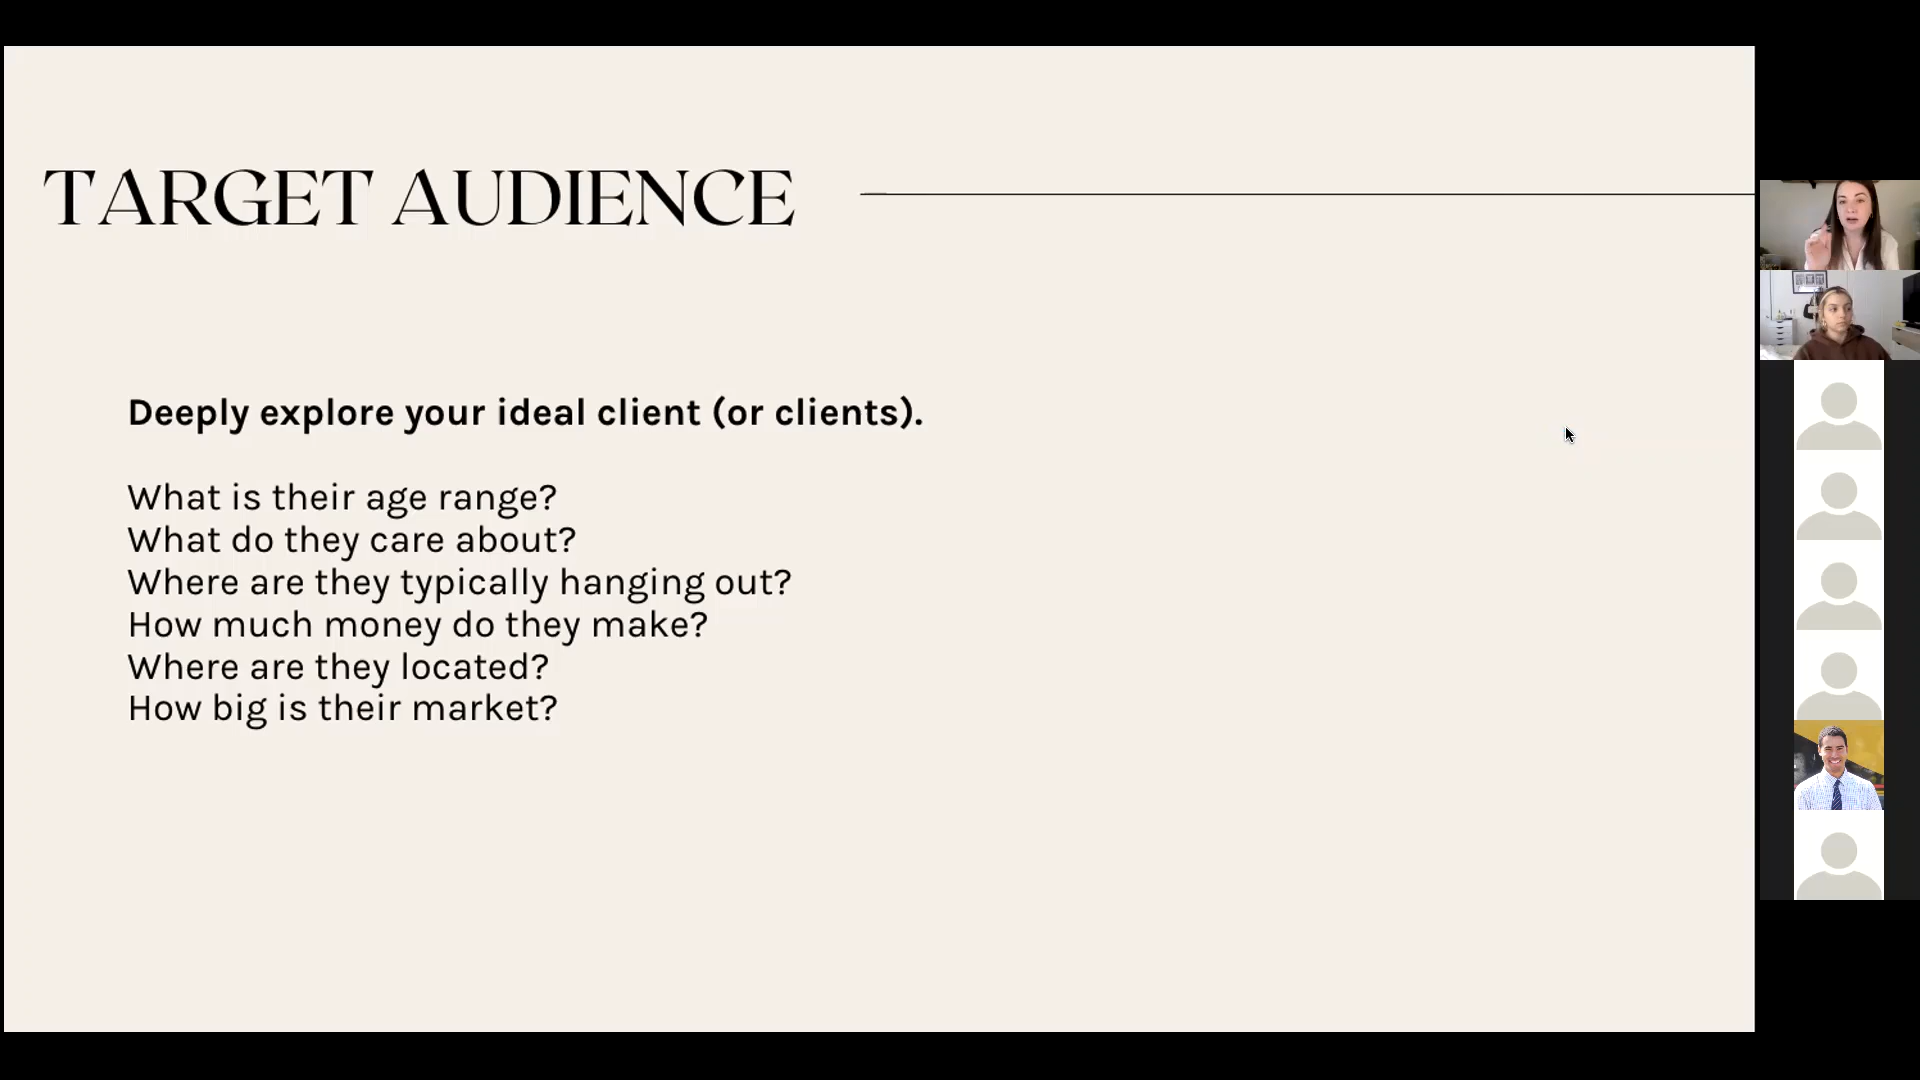 TARGET AUDIENCE
Deeply explore your ideal client (or clients).
What is their age range?
What do they care about?
Where are they typically hanging out?
How much money do they make?
Where are they located?
How big is their market?